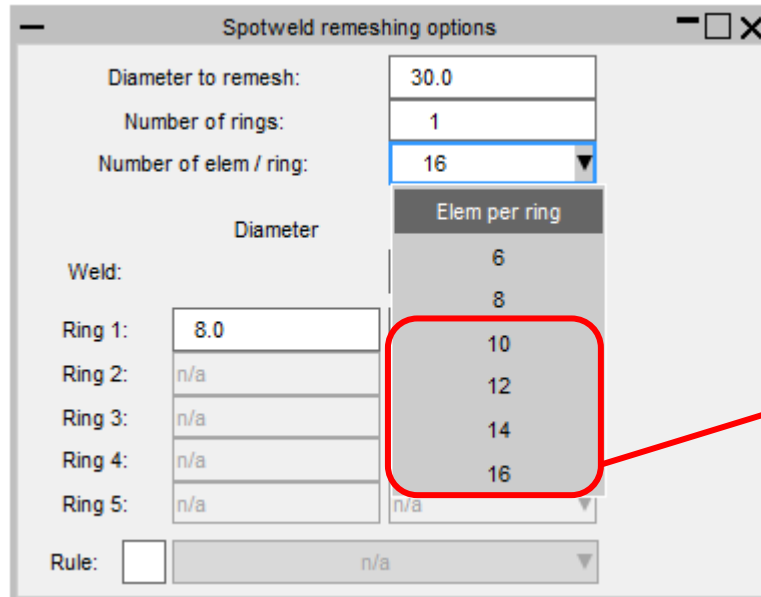 Spotweld remeshing options
Diameter to remesh: 30.0
Number of rings: 1
Number of elem / ring: 16
Elem per ring
Diameter
6
Weld:
8
Ring 1: 8.0
10
Ring 2: n/a
12
Ring 3: n/a
14
Ring 4: n/a
16
Ring 5: n/a n/a
Rule: n/a